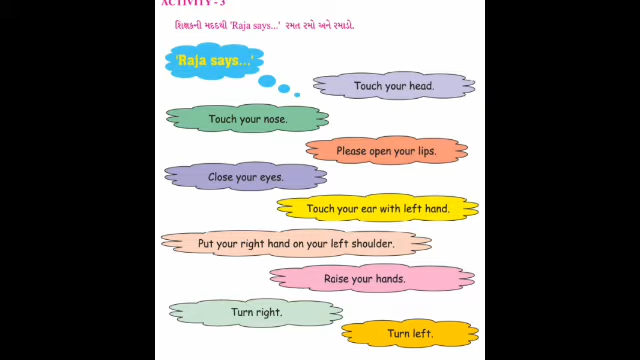 ACTIVITY - 3
શિક્ષકની મદદથી 'Raja says...' રમત રમો અને રમાડો.
'Raja says...'
Touch your head.
Touch your nose.
Please open your lips.
Close your eyes.
Touch your ear with left hand.
Put your right hand on your left shoulder.
Raise your hands.
Turn right.
Turn left.